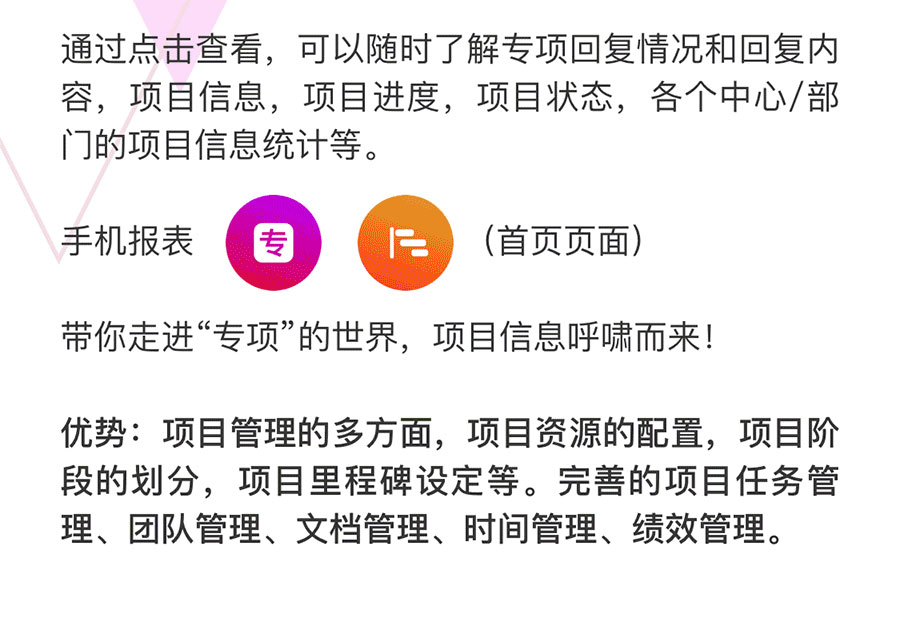 通过点击查看，可以随时了解专项回复情况和回复内
容，项目信息，项目进度，项目状态，各个中心/部
门的项目信息统计等。
手机报表 专 （首页页面）
带你走进“专项”的世界，项目信息呼啸而来！
优势：项目管理的多方面，项目资源的配置，项目阶
段的划分，项目里程碑设定等。完善的项目任务管
理、团队管理、文档管理、时间管理、绩效管理。